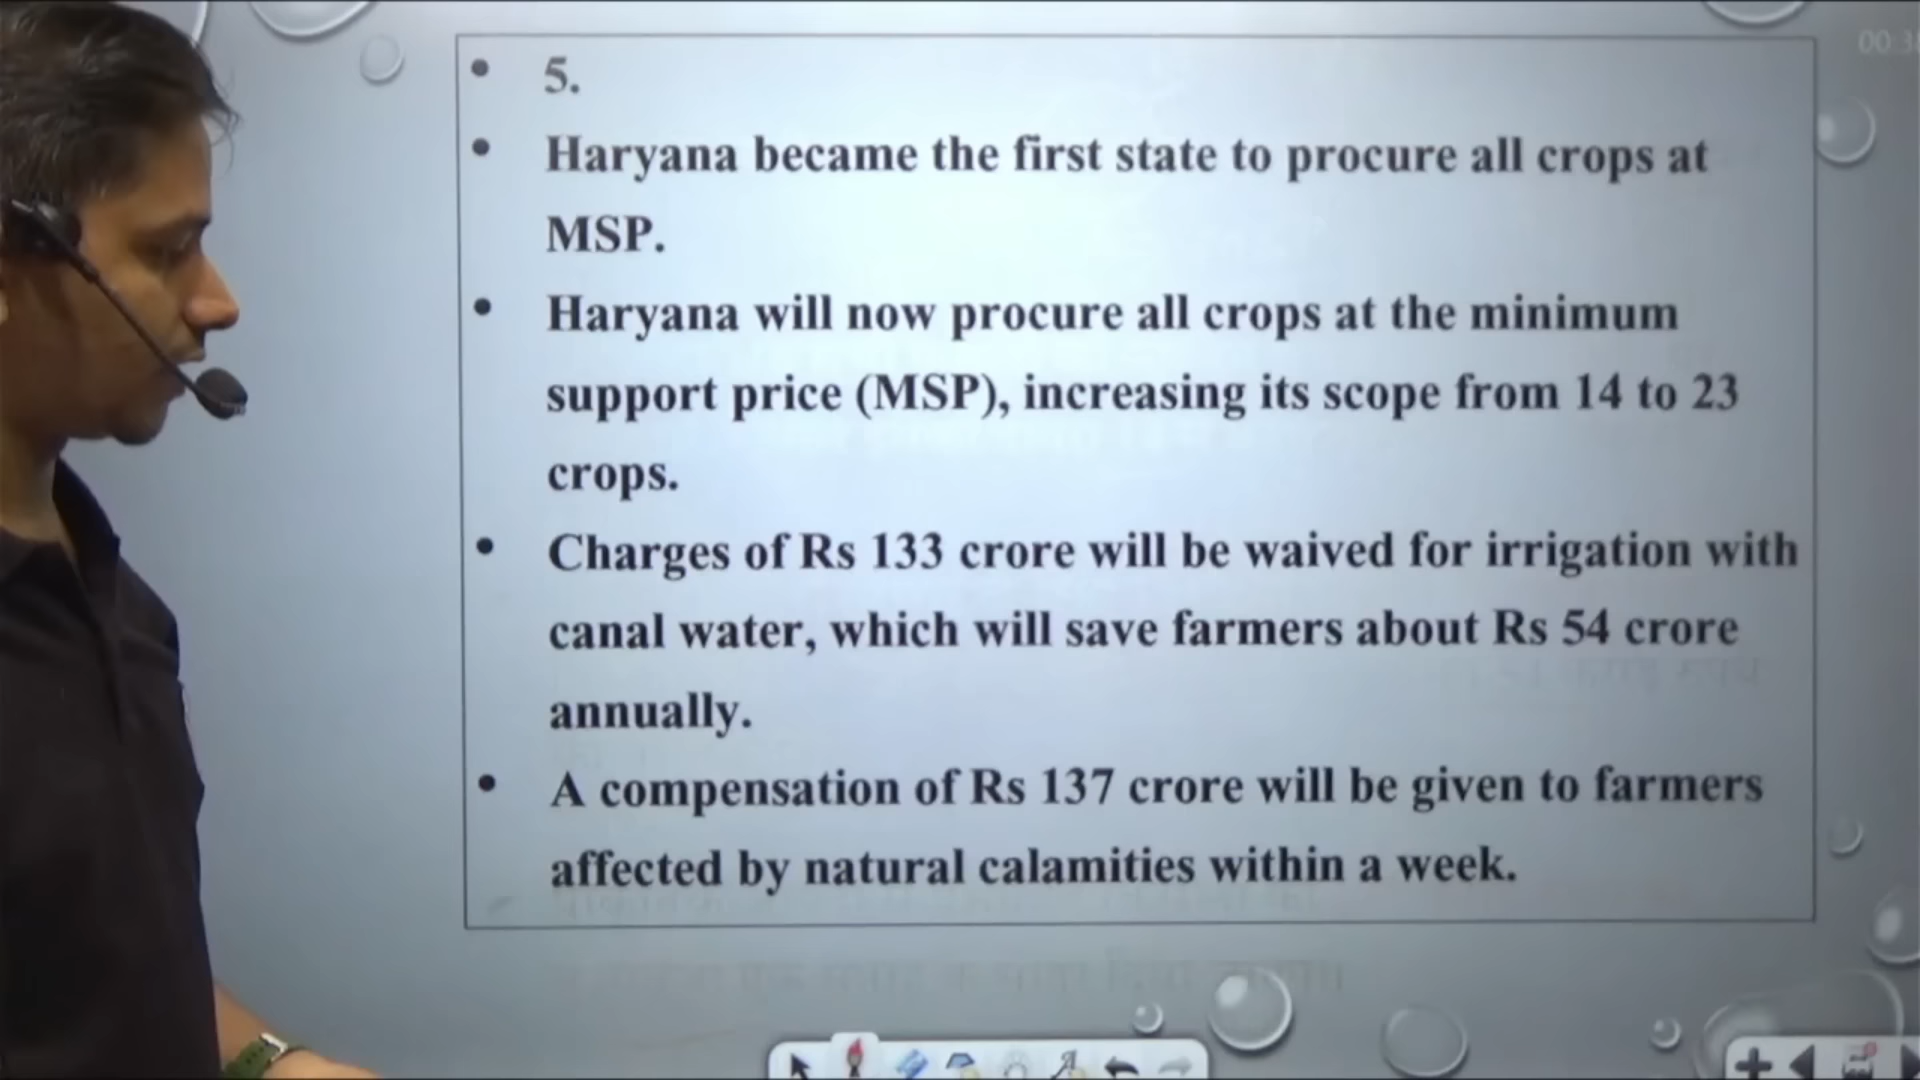 00:3
• 5.
• Haryana became the first state to procure all crops at
MSP.
• Haryana will now procure all crops at the minimum
support price (MSP), increasing its scope from 14 to 23
crops.
• Charges of Rs 133 crore will be waived for irrigation with
canal water, which will save farmers about Rs 54 crore
annually.
• A compensation of Rs 137 crore will be given to farmers
affected by natural calamities within a week.